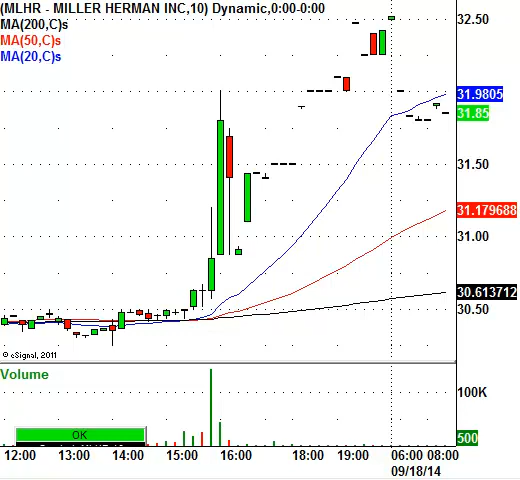 (MLHR - MILLER HERMAN INC,10) Dynamic,0:00-0:00
MA(200,C)s
MA(50,C)s
MA(20,C)s
32.50
31.9805
31.85
31.50
31.179688
31.00
30.613712
30.50
© eSignal, 2011
Volume
100K
500
OK
12:00 13:00 14:00 15:00 16:00 18:00 19:00 06:00 08:00
09/18/14